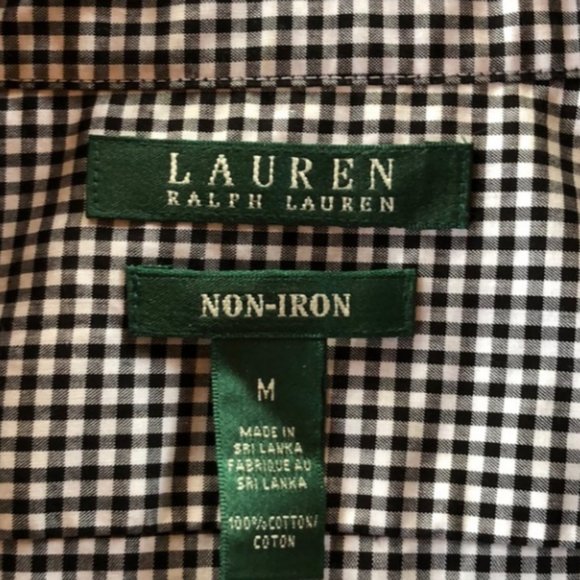 LAUREN
RALPH LAUREN
NON-IRON
M
MADE IN
SRI LANKA
FABRIQUE AU
SRI LANKA
100% COTTON/
COTON